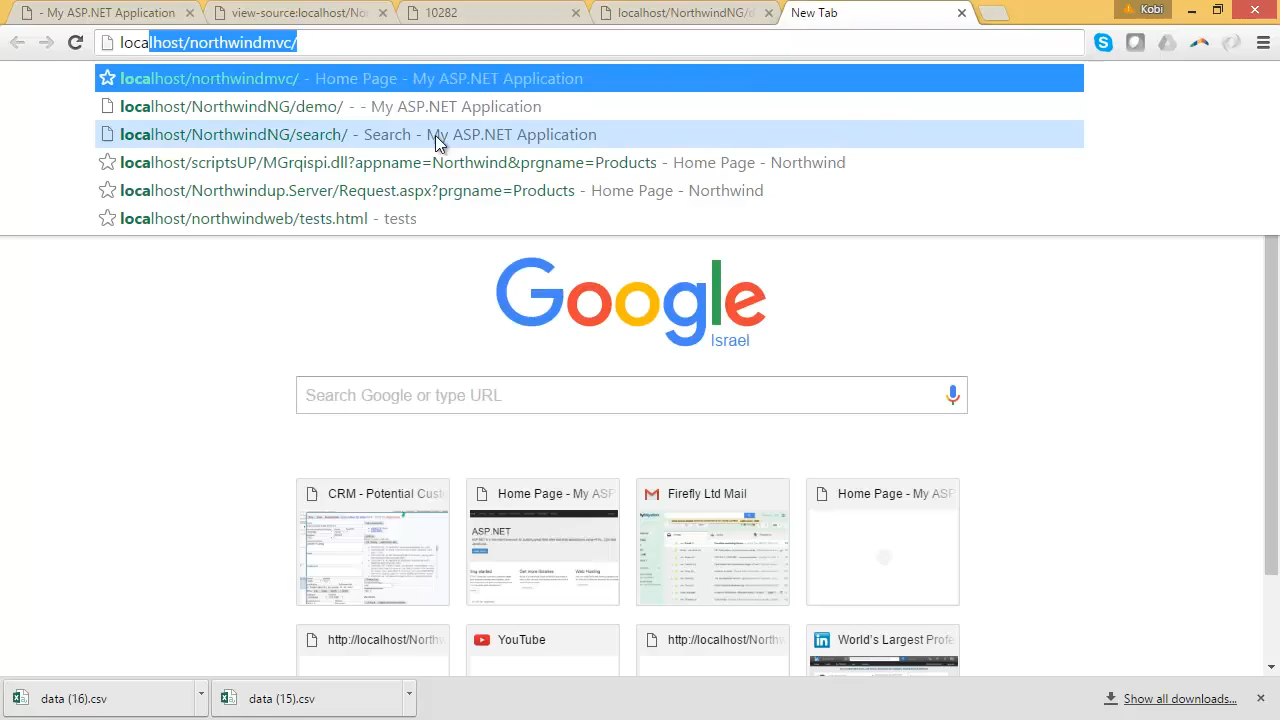 - My ASP.NET Application
view-source:localhost/No
10282
localhost/NorthwindNG/d
New Tab
Kobi
localhost/northwindmvc/
localhost/northwindmvc/ - Home Page - My ASP.NET Application
localhost/NorthwindNG/demo/ - - My ASP.NET Application
localhost/NorthwindNG/search/ - Search - My ASP.NET Application
localhost/scriptsUP/MGrqispi.dll?appname=Northwind&prgname=Products - Home Page - Northwind
localhost/Northwindup.Server/Request.aspx?prgname=Products - Home Page - Northwind
localhost/northwindweb/tests.html - tests
Google
Israel
Search Google or type URL
CRM - Potential Cust
Home Page - My ASP
Firefly Ltd Mail
Home Page - My ASP
ASP.NET
http://localhost/Northw
YouTube
http://localhost/Northw
World's Largest Profe
data (16).csv
data (15).csv
Show all downloads...